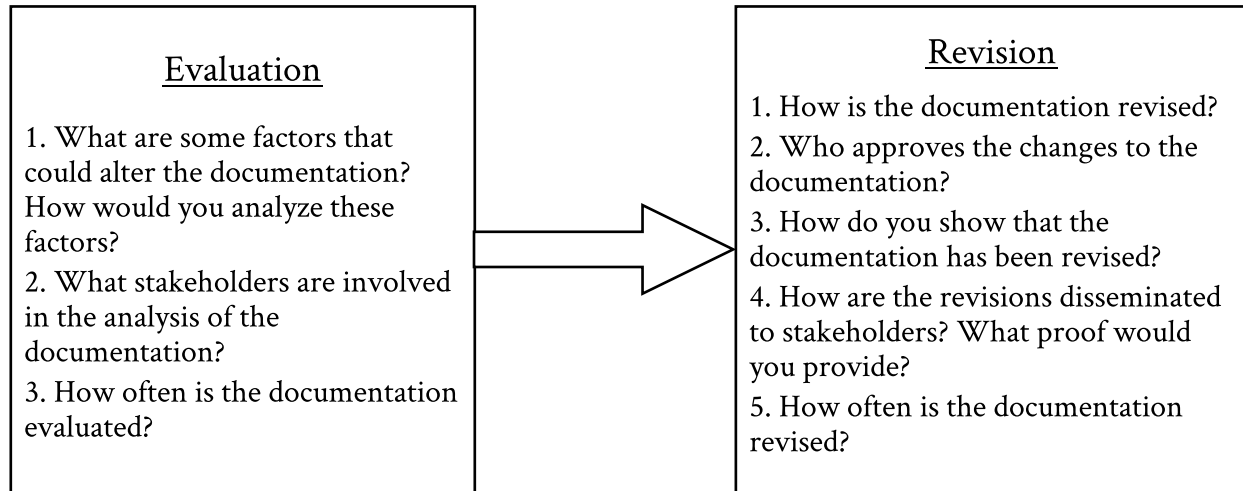 Evaluation
1. What are some factors that
could alter the documentation?
How would you analyze these
factors?
2. What stakeholders are involved
in the analysis of the
documentation?
3. How often is the documentation
evaluated?
Revision
1. How is the documentation revised?
2. Who approves the changes to the
documentation?
3. How do you show that the
documentation has been revised?
4. How are the revisions disseminated
to stakeholders? What proof would
you provide?
5. How often is the documentation
revised?